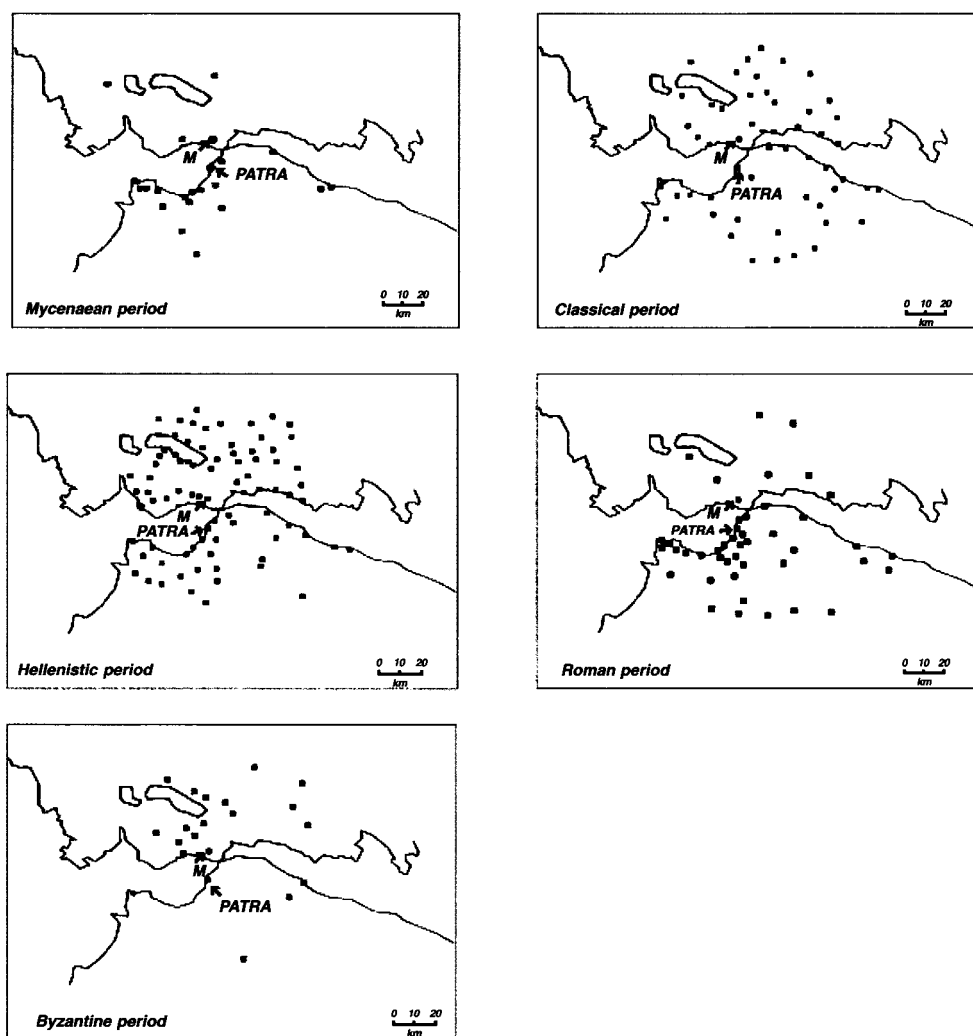 M
PATRA
Mycenaean period
0 10 20
km
M
PATRA
Classical period
0 10 20
km
M
PATRA
Hellenistic period
0 10 20
km
M
PATRA
Roman period
0 10 20
km
M
PATRA
Byzantine period
0 10 20
km